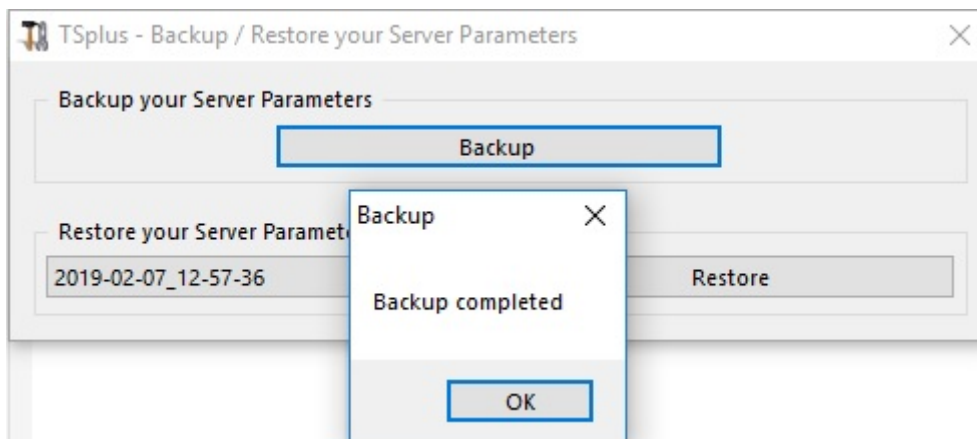 TSplus - Backup / Restore your Server Parameters
Backup your Server Parameters
Backup
Backup
Restore your Server Paramet
2019-02-07_12-57-36
Restore
Backup completed
OK